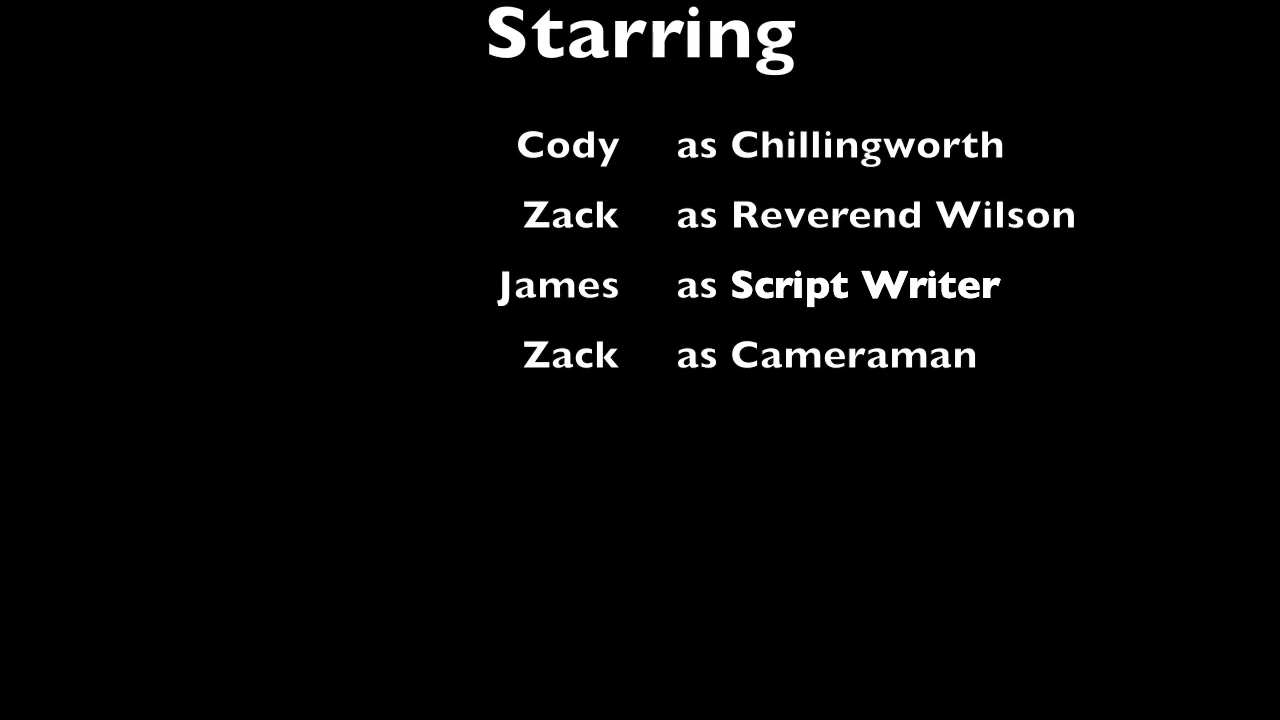 Starring
Cody as Chillingworth
Zack as Reverend Wilson
James as Script Writer
Zack as Cameraman